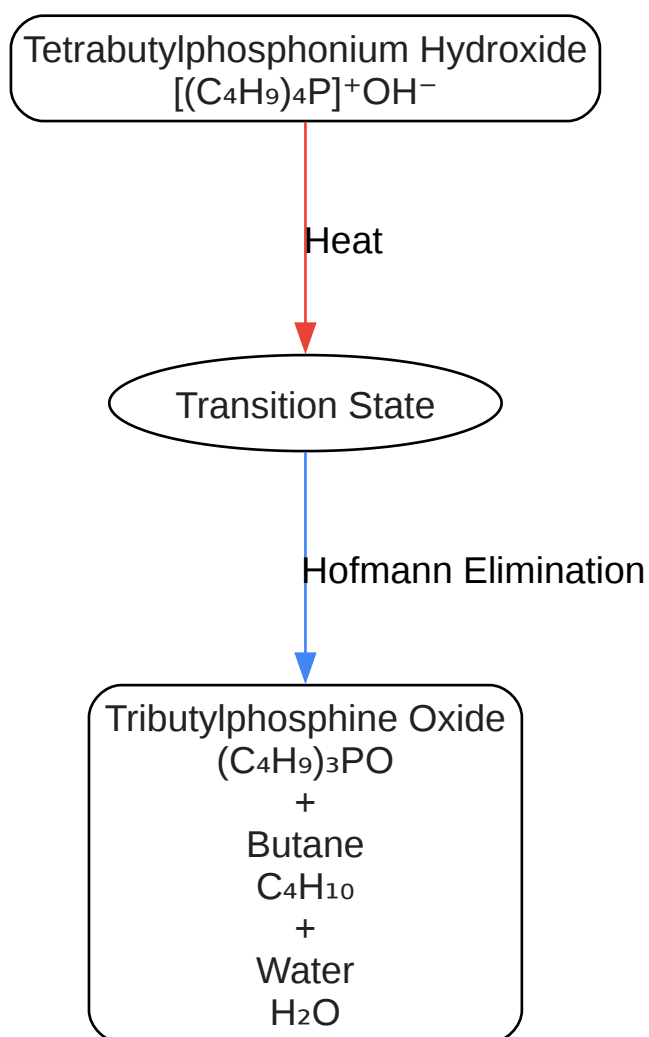 Tetrabutylphosphonium Hydroxide
[(C₄H₉)₄P]⁺OH⁻
Heat
Transition State
Hofmann Elimination
Tributylphosphine Oxide
(C₄H₉)₃PO
+
Butane
C₄H₁₀
+
Water
H₂O